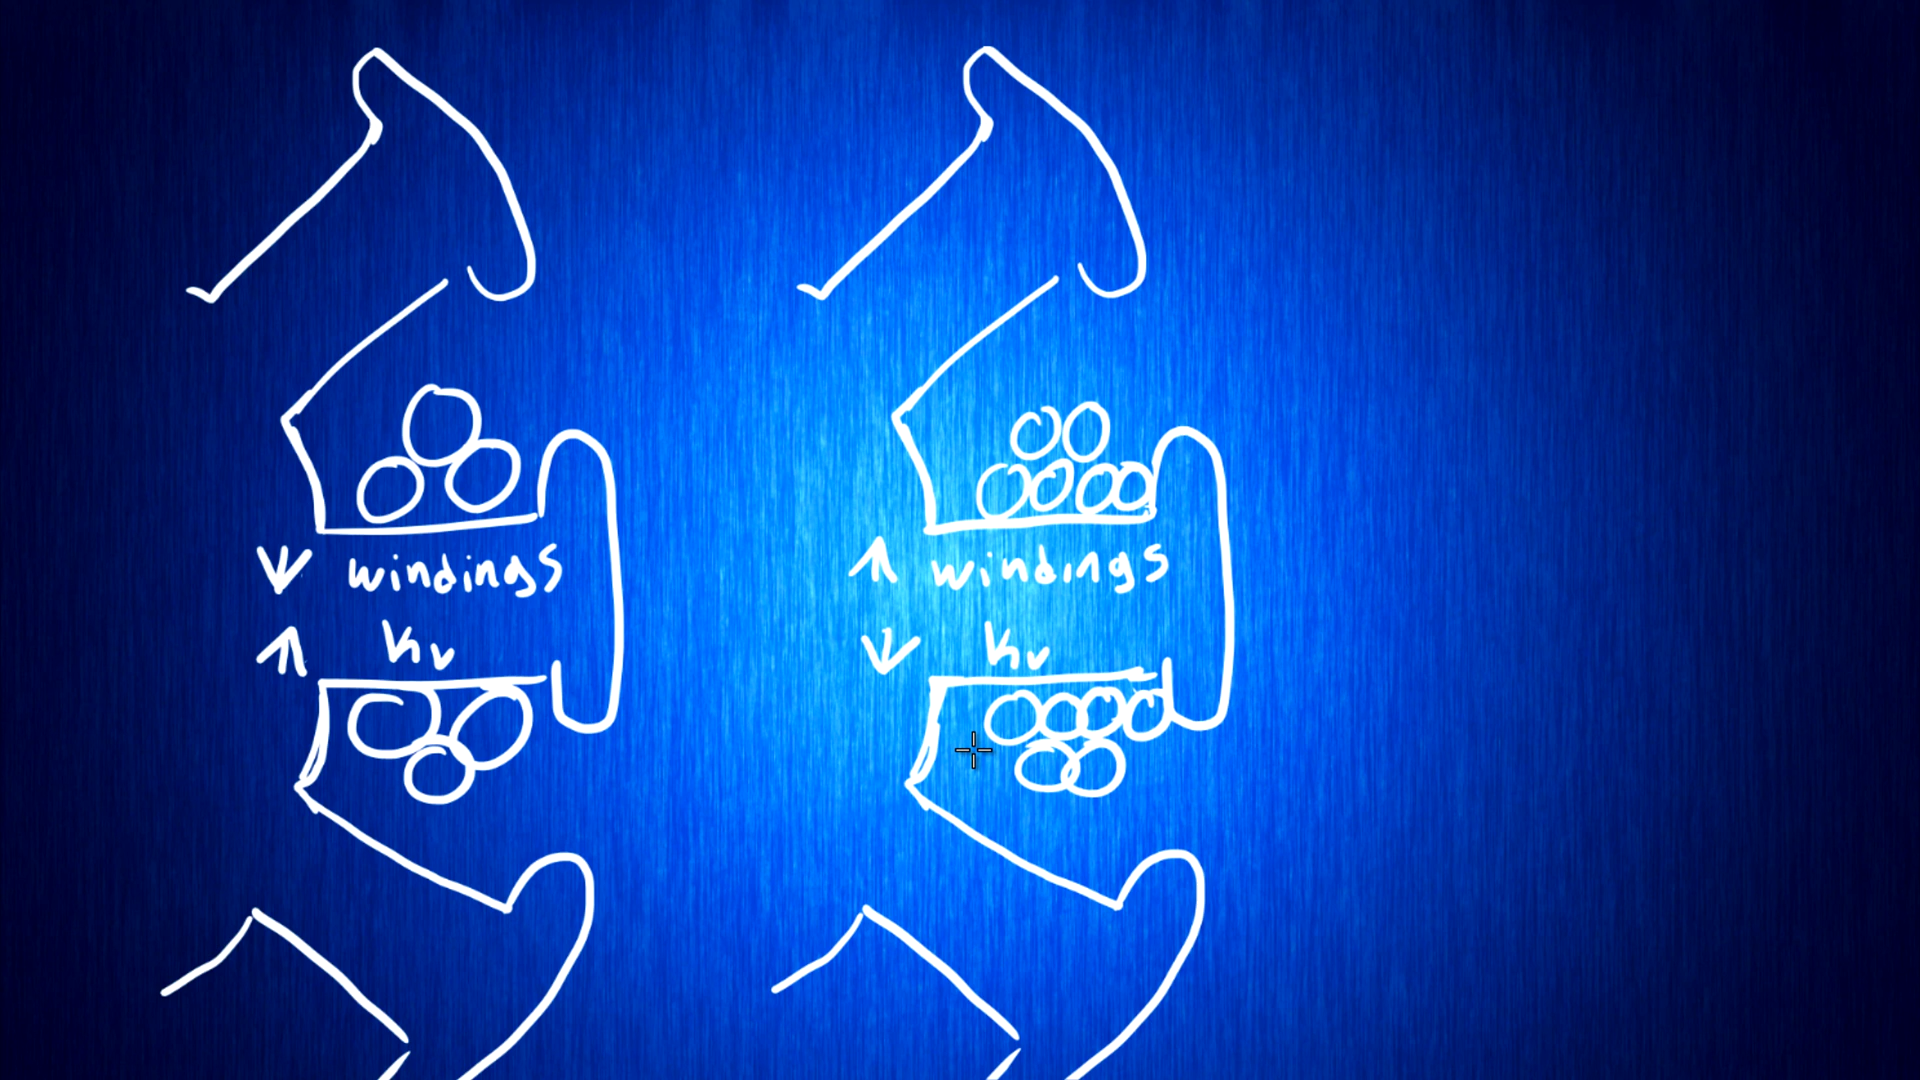 ↓ windings
↑ Kv
↑ windings
↓ Kv